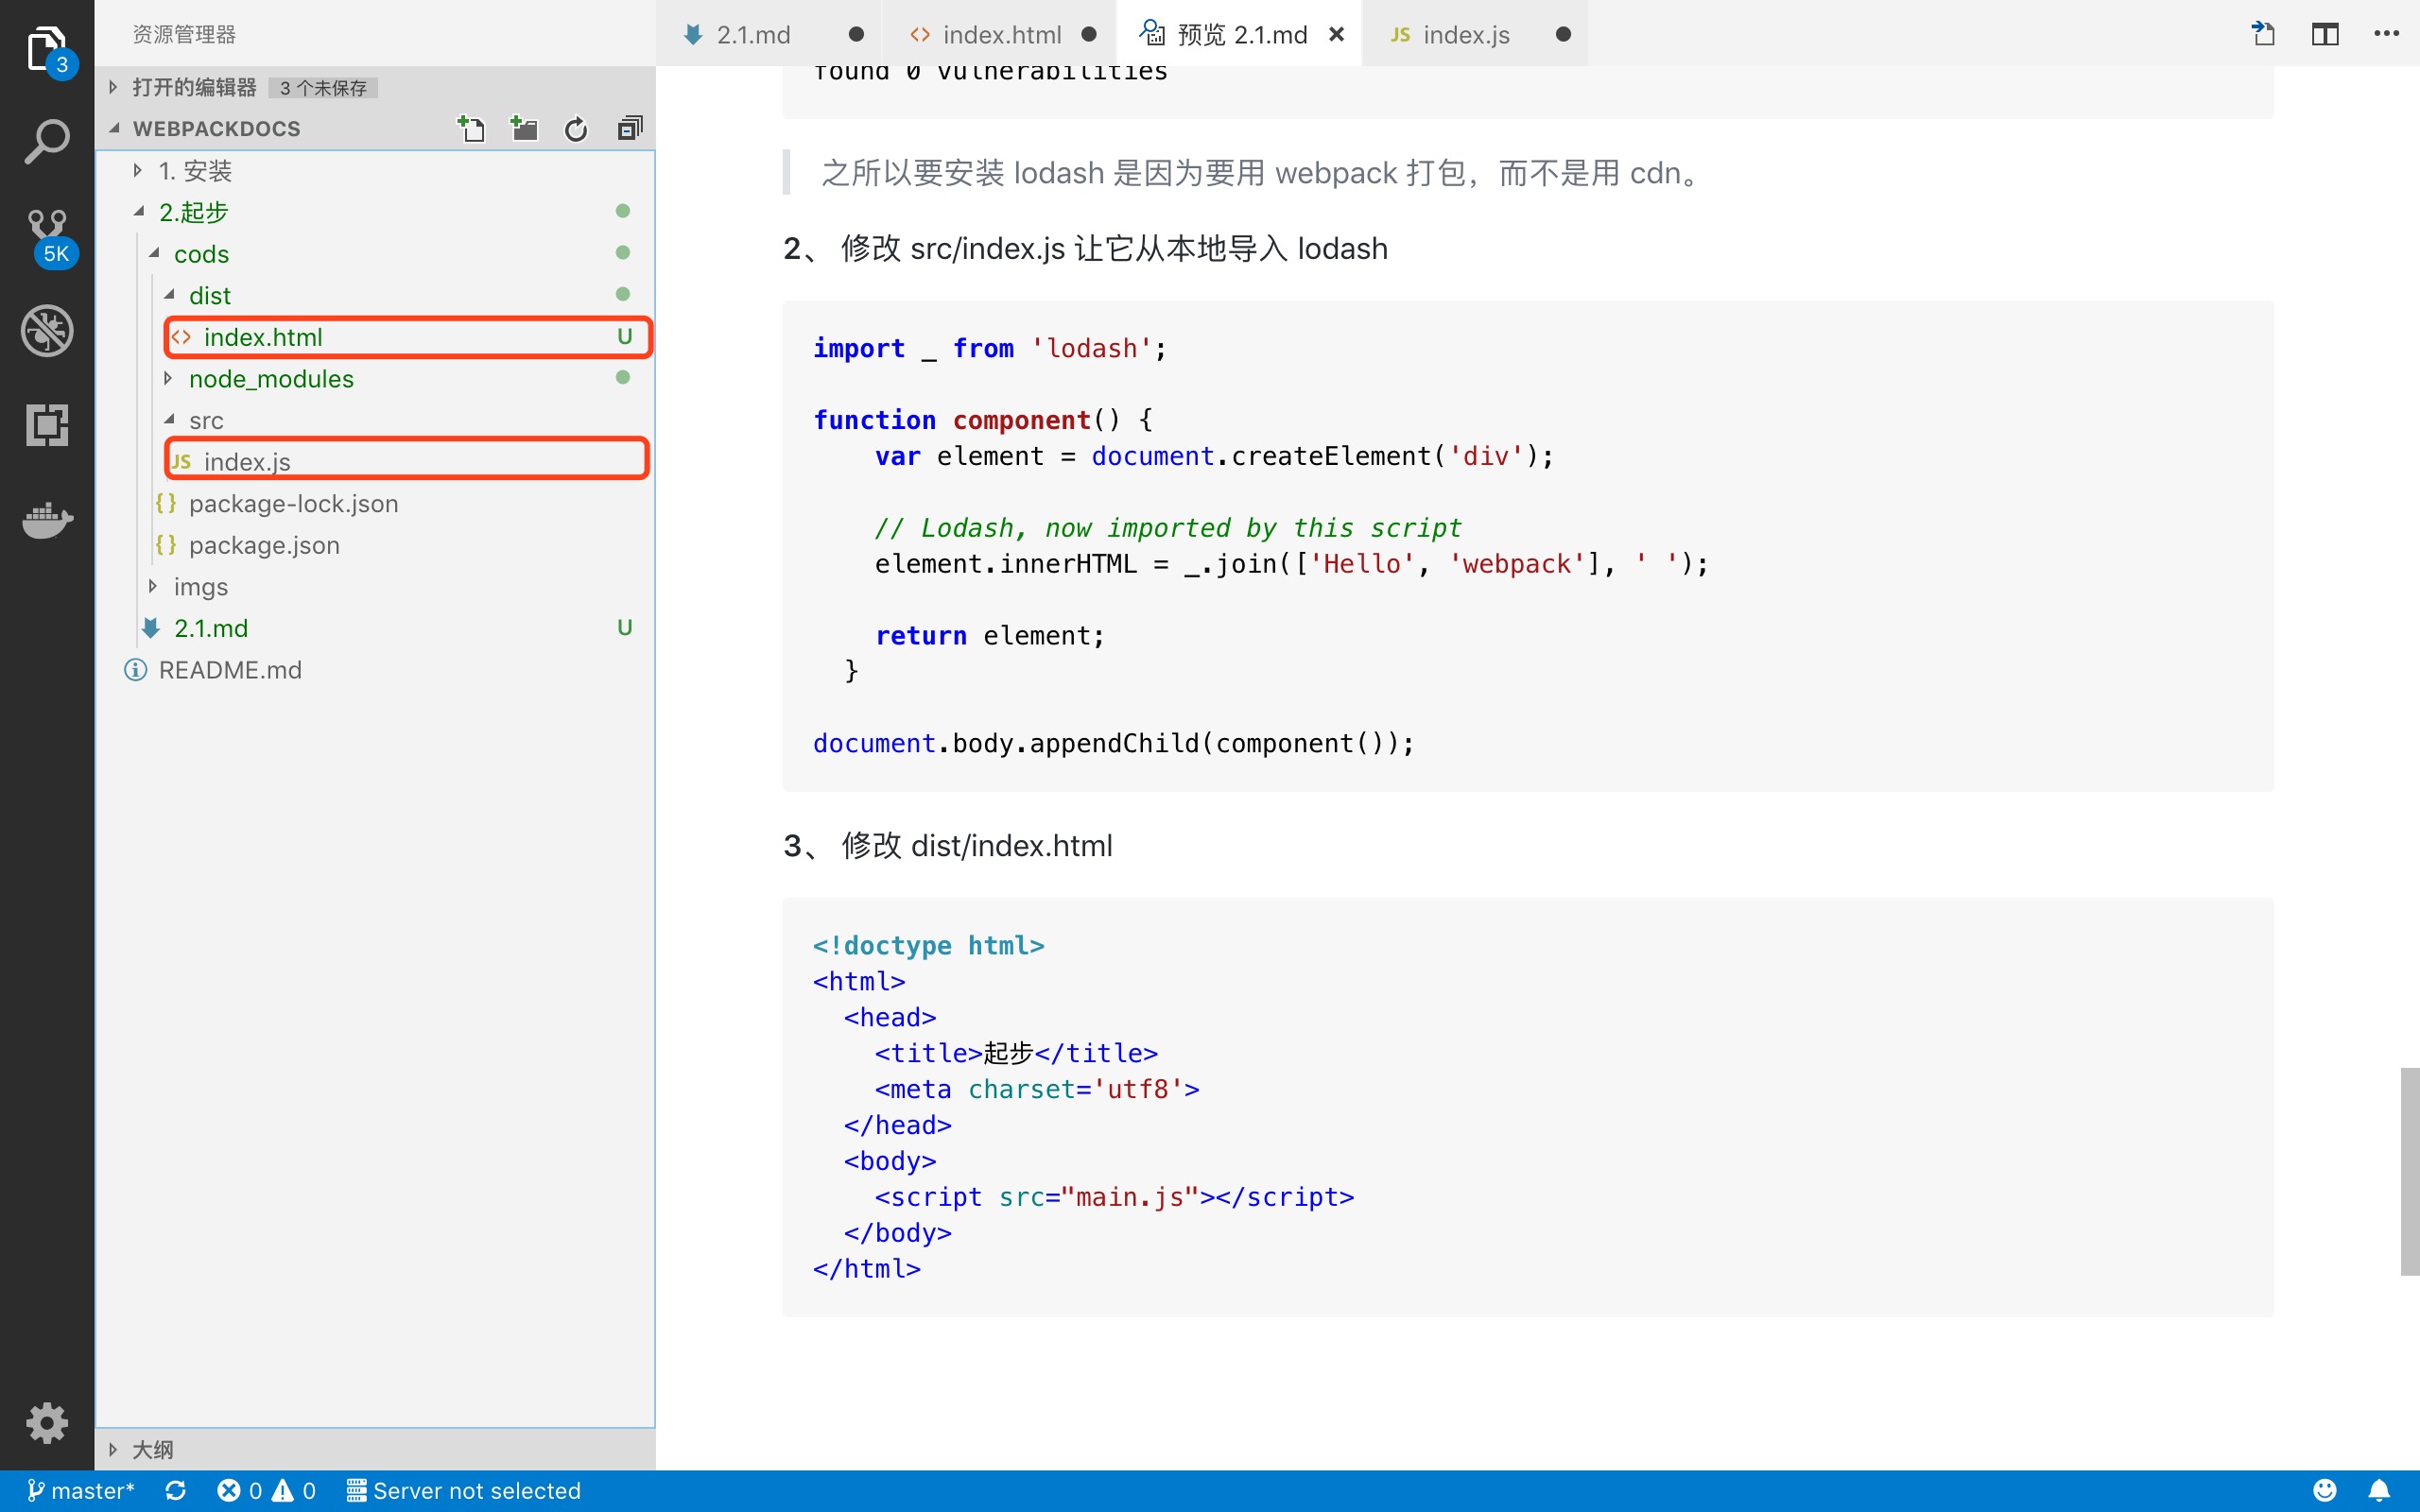 资源管理器
3
打开的编辑器 3 个未保存
WEBPACKDOCS
1. 安装
2.起步
cods
dist
<> index.html U
node_modules
src
JS index.js
{} package-lock.json
{} package.json
imgs
2.1.md U
README.md
5K
大纲
2.1.md
<> index.html
预览 2.1.md
JS index.js
found 0 vulnerabilities
之所以要安装 lodash 是因为要用 webpack 打包，而不是用 cdn。
2、 修改 src/index.js 让它从本地导入 lodash
import _ from 'lodash';
function component() {
    var element = document.createElement('div');
    // Lodash, now imported by this script
    element.innerHTML = _.join(['Hello', 'webpack'], ' ');
    return element;
  }
document.body.appendChild(component());
3、 修改 dist/index.html
<!doctype html>
<html>
  <head>
    <title>起步</title>
    <meta charset='utf8'>
  </head>
  <body>
    <script src="main.js"></script>
  </body>
</html>
master* 0 0 Server not selected